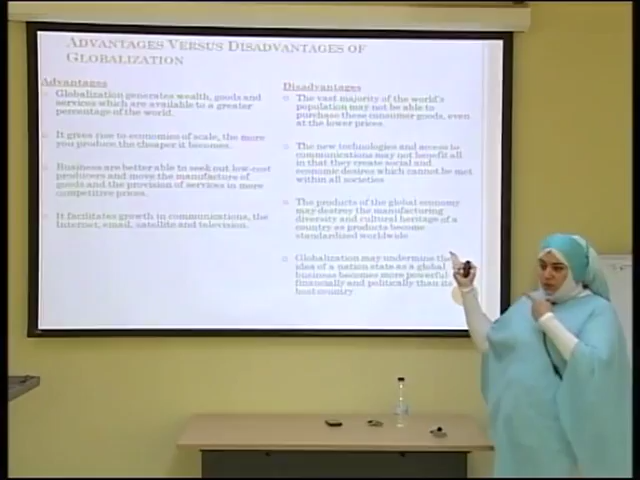 ADVANTAGES VERSUS DISADVANTAGES OF
GLOBALIZATION
Advantages
Globalization generates wealth, goods and
services which are available to a greater
percentage of the world.
It gives rise to economies of scale, the more
you produce the cheaper it becomes.
Business are better able to seek out low-cost
producers and move the manufacture of
goods and the provision of services in more
competitive prices.
It facilitates growth in communications, the
Internet, email, satellite and television.
Disadvantages
The vast majority of the world's
population may not be able to
purchase these consumer goods, even
at the lower prices.
The new technologies and access to
communications may not benefit all
in that they create social and
economic desires which cannot be met
within all societies
The products of the global economy
may destroy the manufacturing
diversity and cultural heritage of a
country as products become
standardized worldwide
Globalization may undermine the
idea of a nation state as a global
business becomes more powerful
financially and politically than its
host country